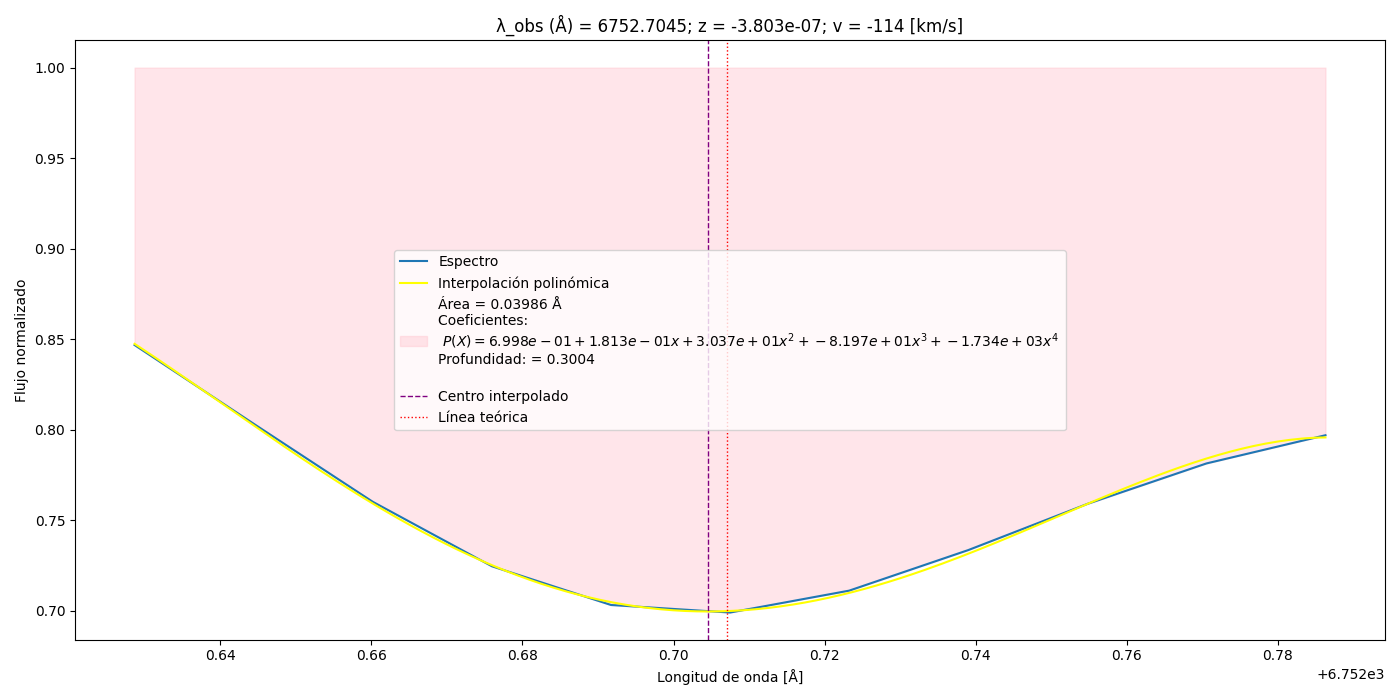 λ_obs (Å) = 6752.7045; z = -3.803e-07; v = -114 [km/s]
1.00
0.95
0.90
0.85
0.80
0.75
0.70
Flujo normalizado
Espectro
Interpolación polinómica
Área = 0.03986 Å
Coeficientes:
P(X) = 6.998e − 01 + 1.813e − 01x + 3.037e + 01x² + −8.197e + 01x³ + −1.734e + 03x⁴
Profundidad: = 0.3004
Centro interpolado
Línea teórica
0.64 0.66 0.68 0.70 0.72 0.74 0.76 0.78
+6.752e3
Longitud de onda [Å]